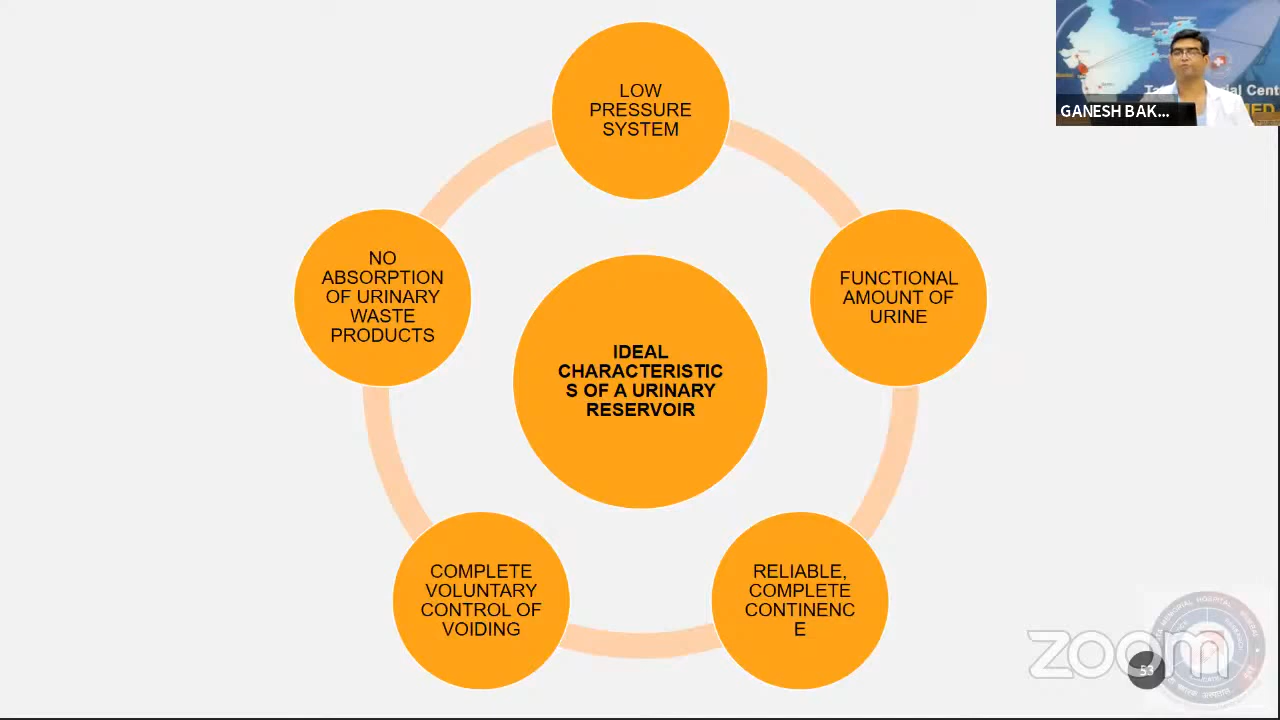 LOW
PRESSURE
SYSTEM
FUNCTIONAL
AMOUNT OF
URINE
RELIABLE,
COMPLETE
CONTINENC
E
COMPLETE
VOLUNTARY
CONTROL OF
VOIDING
NO
ABSORPTION
OF URINARY
WASTE
PRODUCTS
IDEAL
CHARACTERISTIC
S OF A URINARY
RESERVOIR
GANESH BAK...
zoom
53